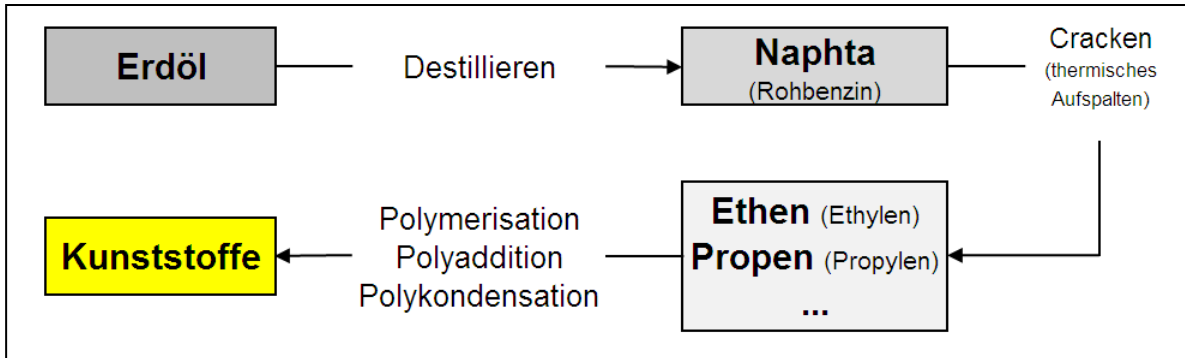 Erdöl
Destillieren
Naphta
(Rohbenzin)
Cracken
(thermisches
Aufspalten)
Kunststoffe
Polymerisation
Polyaddition
Polykondensation
Ethen (Ethylen)
Propen (Propylen)
...